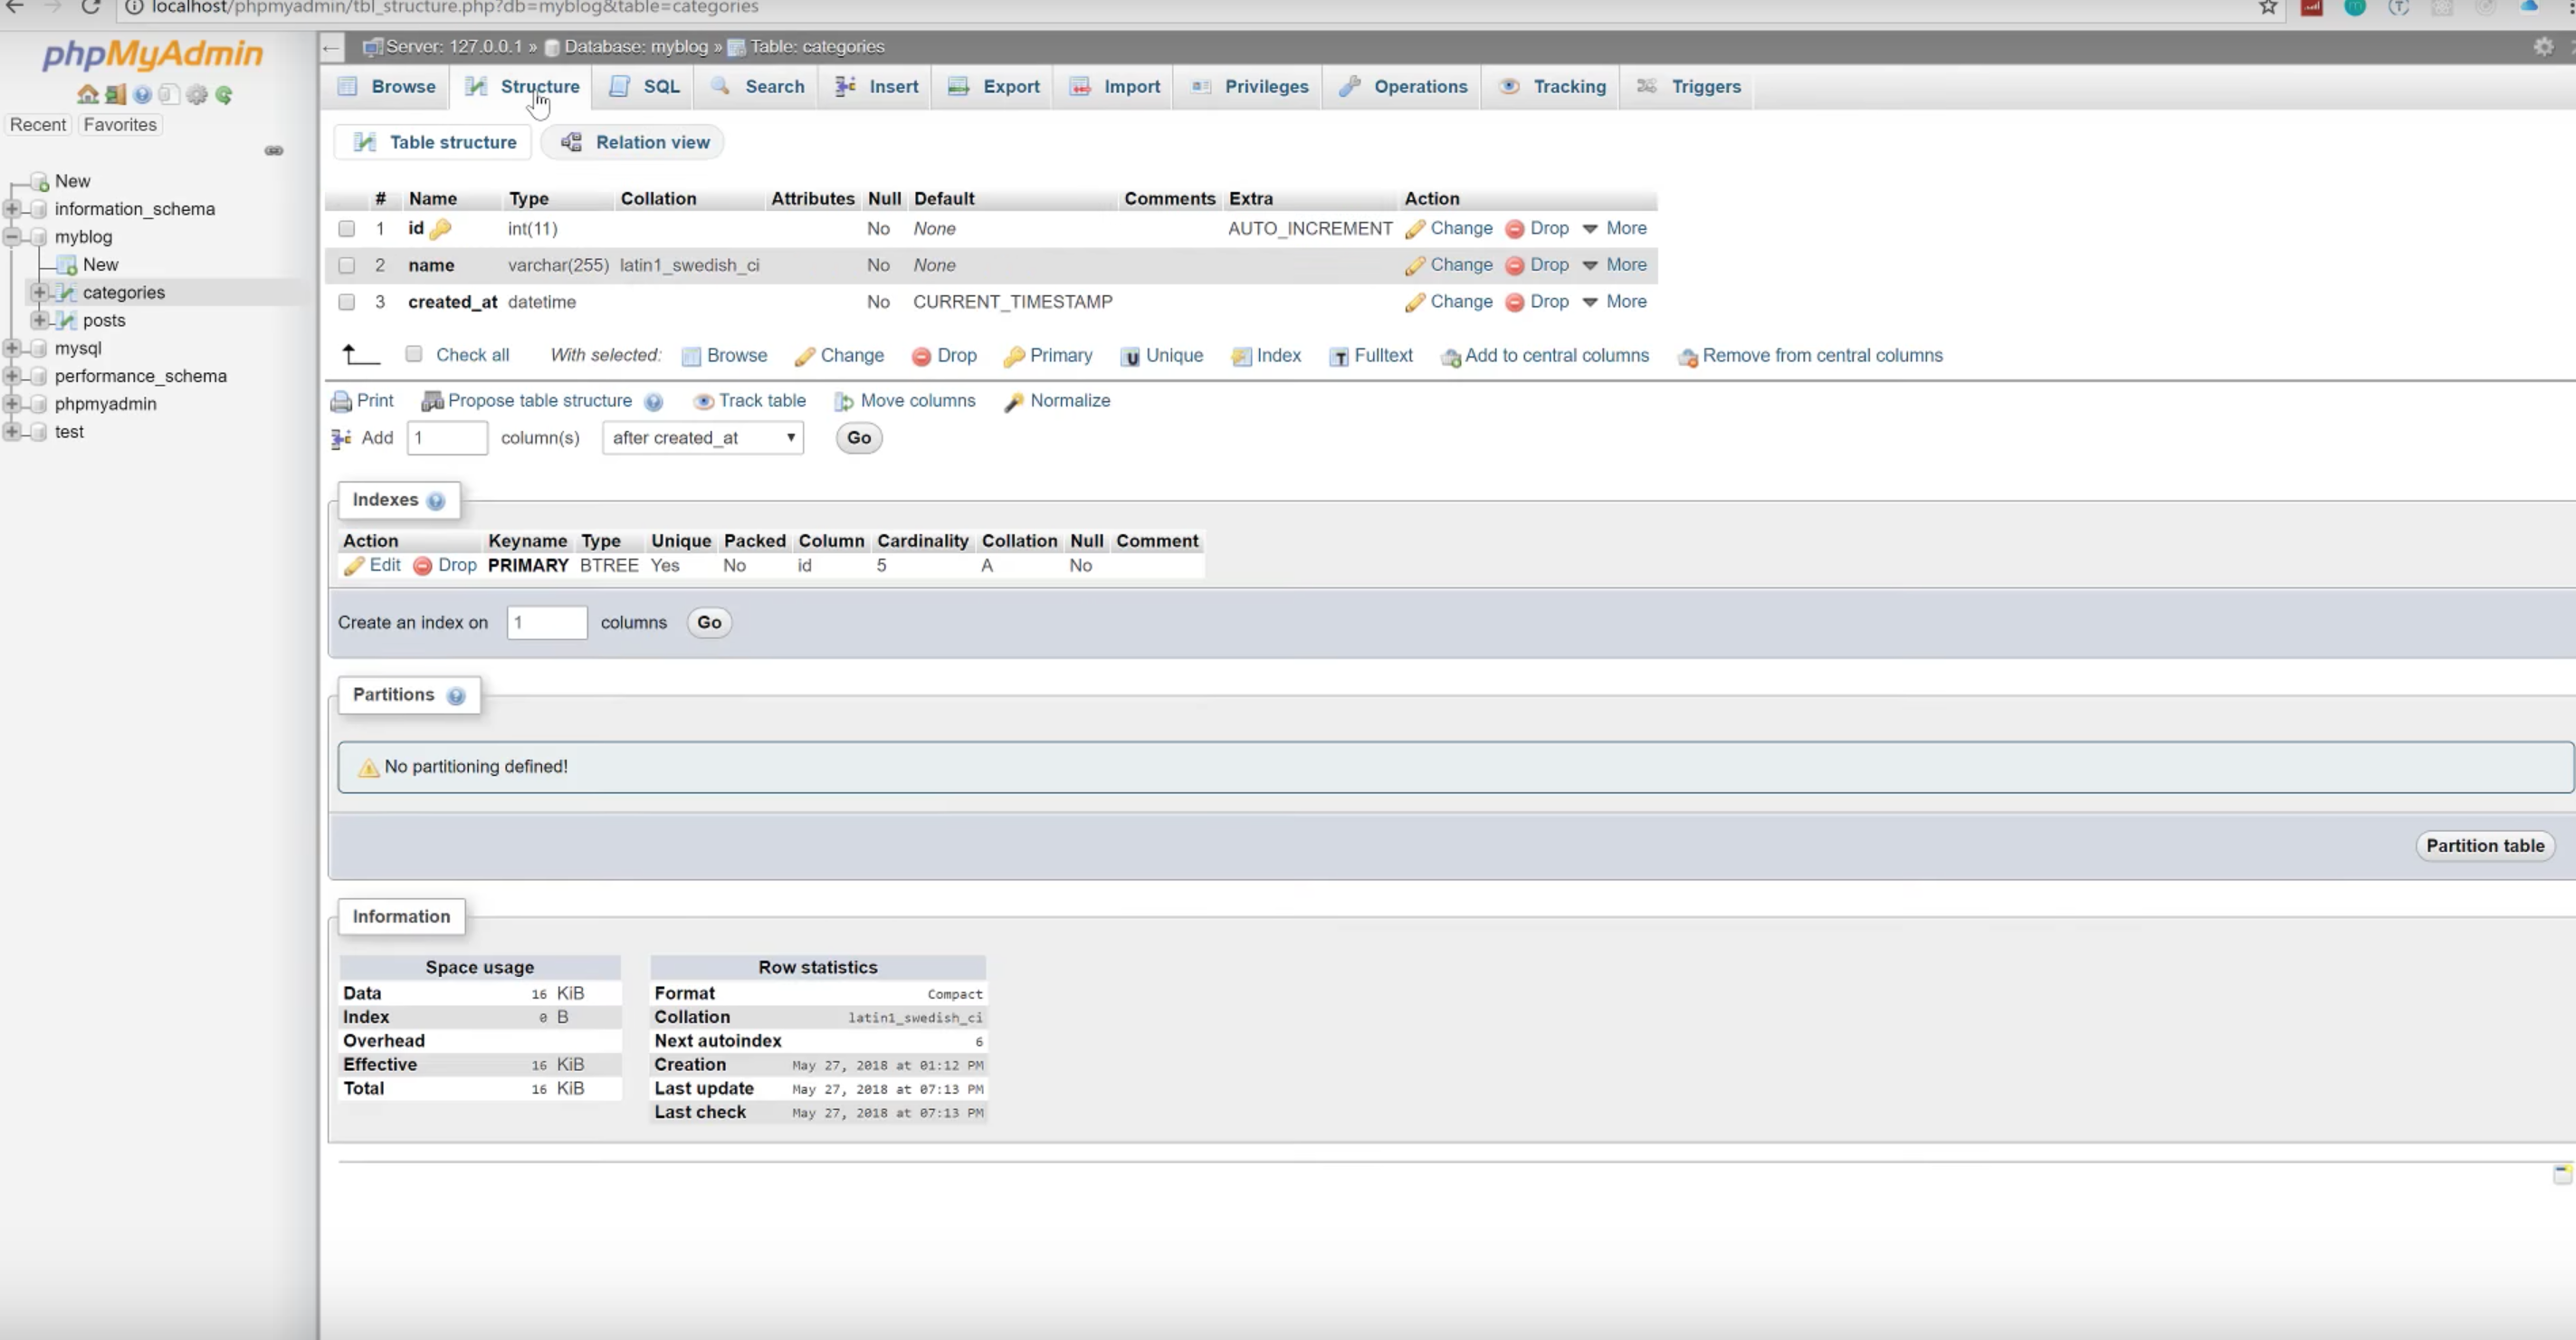 localhost/phpmyadmin/tbl_structure.php?db=myblog&table=categories
phpMyAdmin
Recent Favorites
New
information_schema
myblog
New
categories
posts
mysql
performance_schema
phpmyadmin
test
Server: 127.0.0.1 » Database: myblog » Table: categories
Browse Structure SQL Search Insert Export Import Privileges Operations Tracking Triggers
Table structure Relation view
# Name Type Collation Attributes Null Default Comments Extra Action
1 id int(11) No None AUTO_INCREMENT Change Drop More
2 name varchar(255) latin1_swedish_ci No None Change Drop More
3 created_at datetime No CURRENT_TIMESTAMP Change Drop More
Check all With selected: Browse Change Drop Primary Unique Index Fulltext Add to central columns Remove from central columns
Print Propose table structure Track table Move columns Normalize
Add 1 column(s) after created_at Go
Indexes
Action Keyname Type Unique Packed Column Cardinality Collation Null Comment
Edit Drop PRIMARY BTREE Yes No id 5 A No
Create an index on 1 columns Go
Partitions
No partitioning defined!
Partition table
Information
Space usage
Data 16 KiB
Index 0 B
Overhead
Effective 16 KiB
Total 16 KiB
Row statistics
Format Compact
Collation latin1_swedish_ci
Next autoindex 6
Creation May 27, 2018 at 01:12 PM
Last update May 27, 2018 at 07:13 PM
Last check May 27, 2018 at 07:13 PM